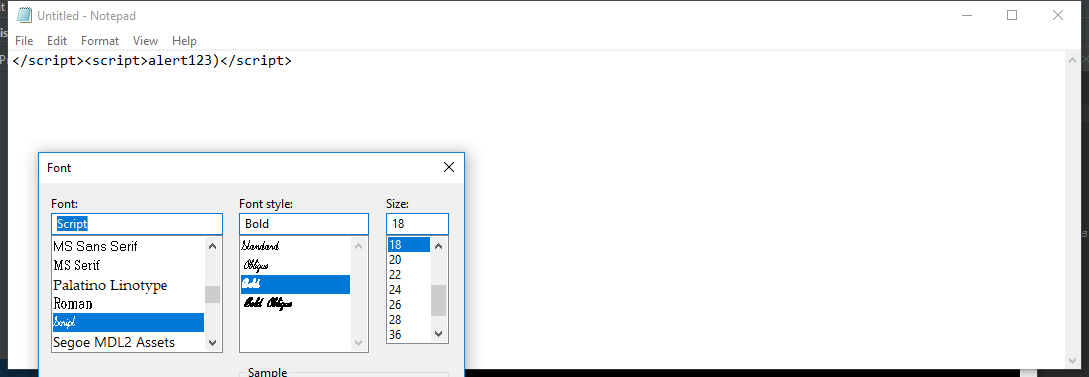 Untitled - Notepad
File Edit Format View Help
</script><script>alert123)</script>
Font
Font: Font style: Size:
Script Bold 18
MS Sans Serif Standard 18
MS Serif Oblique 20
Palatino Linotype Bold 22
Roman Bold Oblique 24
Script 26
Segoe MDL2 Assets 28
36
Sample